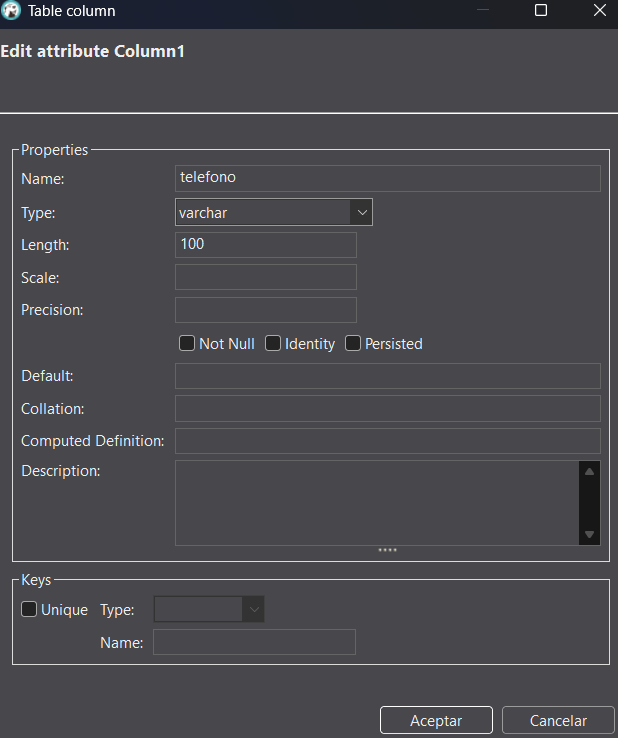 Table column
Edit attribute Column1
Properties
Name: telefono
Type: varchar
Length: 100
Scale:
Precision:
Not Null Identity Persisted
Default:
Collation:
Computed Definition:
Description:
Keys
Unique Type:
Name:
Aceptar Cancelar